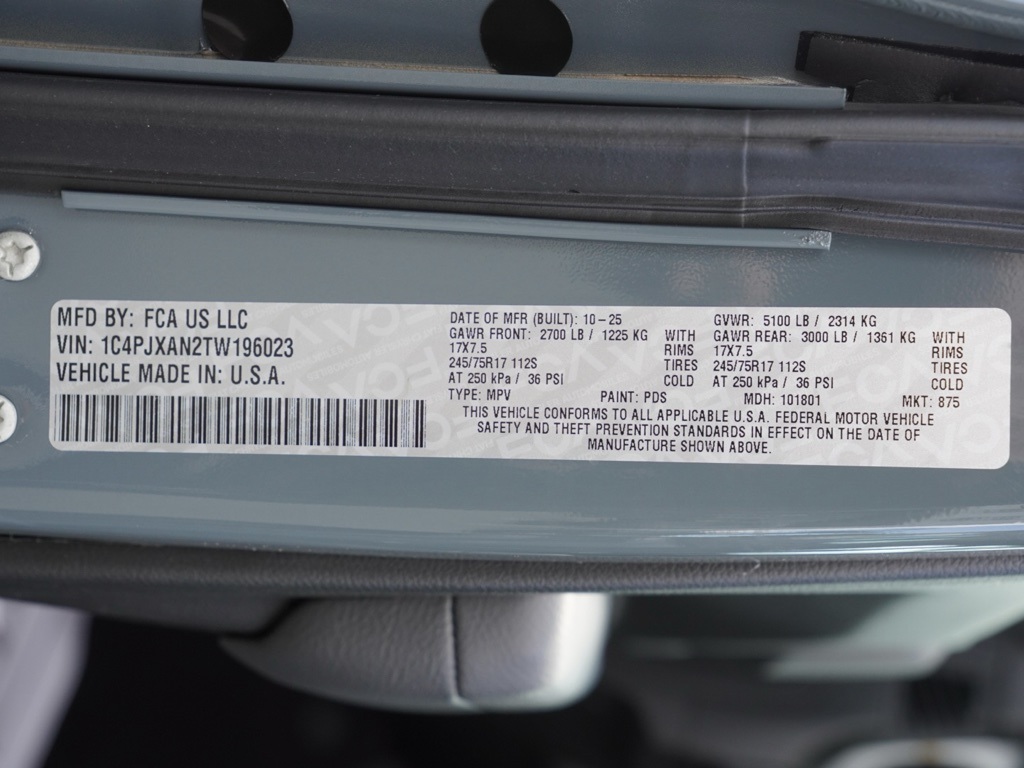 MFD BY: FCA US LLC
VIN: 1C4PJXAN2TW196023
VEHICLE MADE IN: U.S.A.
DATE OF MFR (BUILT): 10-25 GVWR: 5100 LB / 2314 KG
GAWR FRONT: 2700 LB / 1225 KG WITH GAWR REAR: 3000 LB / 1361 KG WITH
17X7.5 RIMS 17X7.5 RIMS
245/75R17 112S TIRES 245/75R17 112S TIRES
AT 250 kPa / 36 PSI COLD AT 250 kPa / 36 PSI COLD
TYPE: MPV PAINT: PDS MDH: 101801 MKT: 875
THIS VEHICLE CONFORMS TO ALL APPLICABLE U.S.A. FEDERAL MOTOR VEHICLE
SAFETY AND THEFT PREVENTION STANDARDS IN EFFECT ON THE DATE OF
MANUFACTURE SHOWN ABOVE.